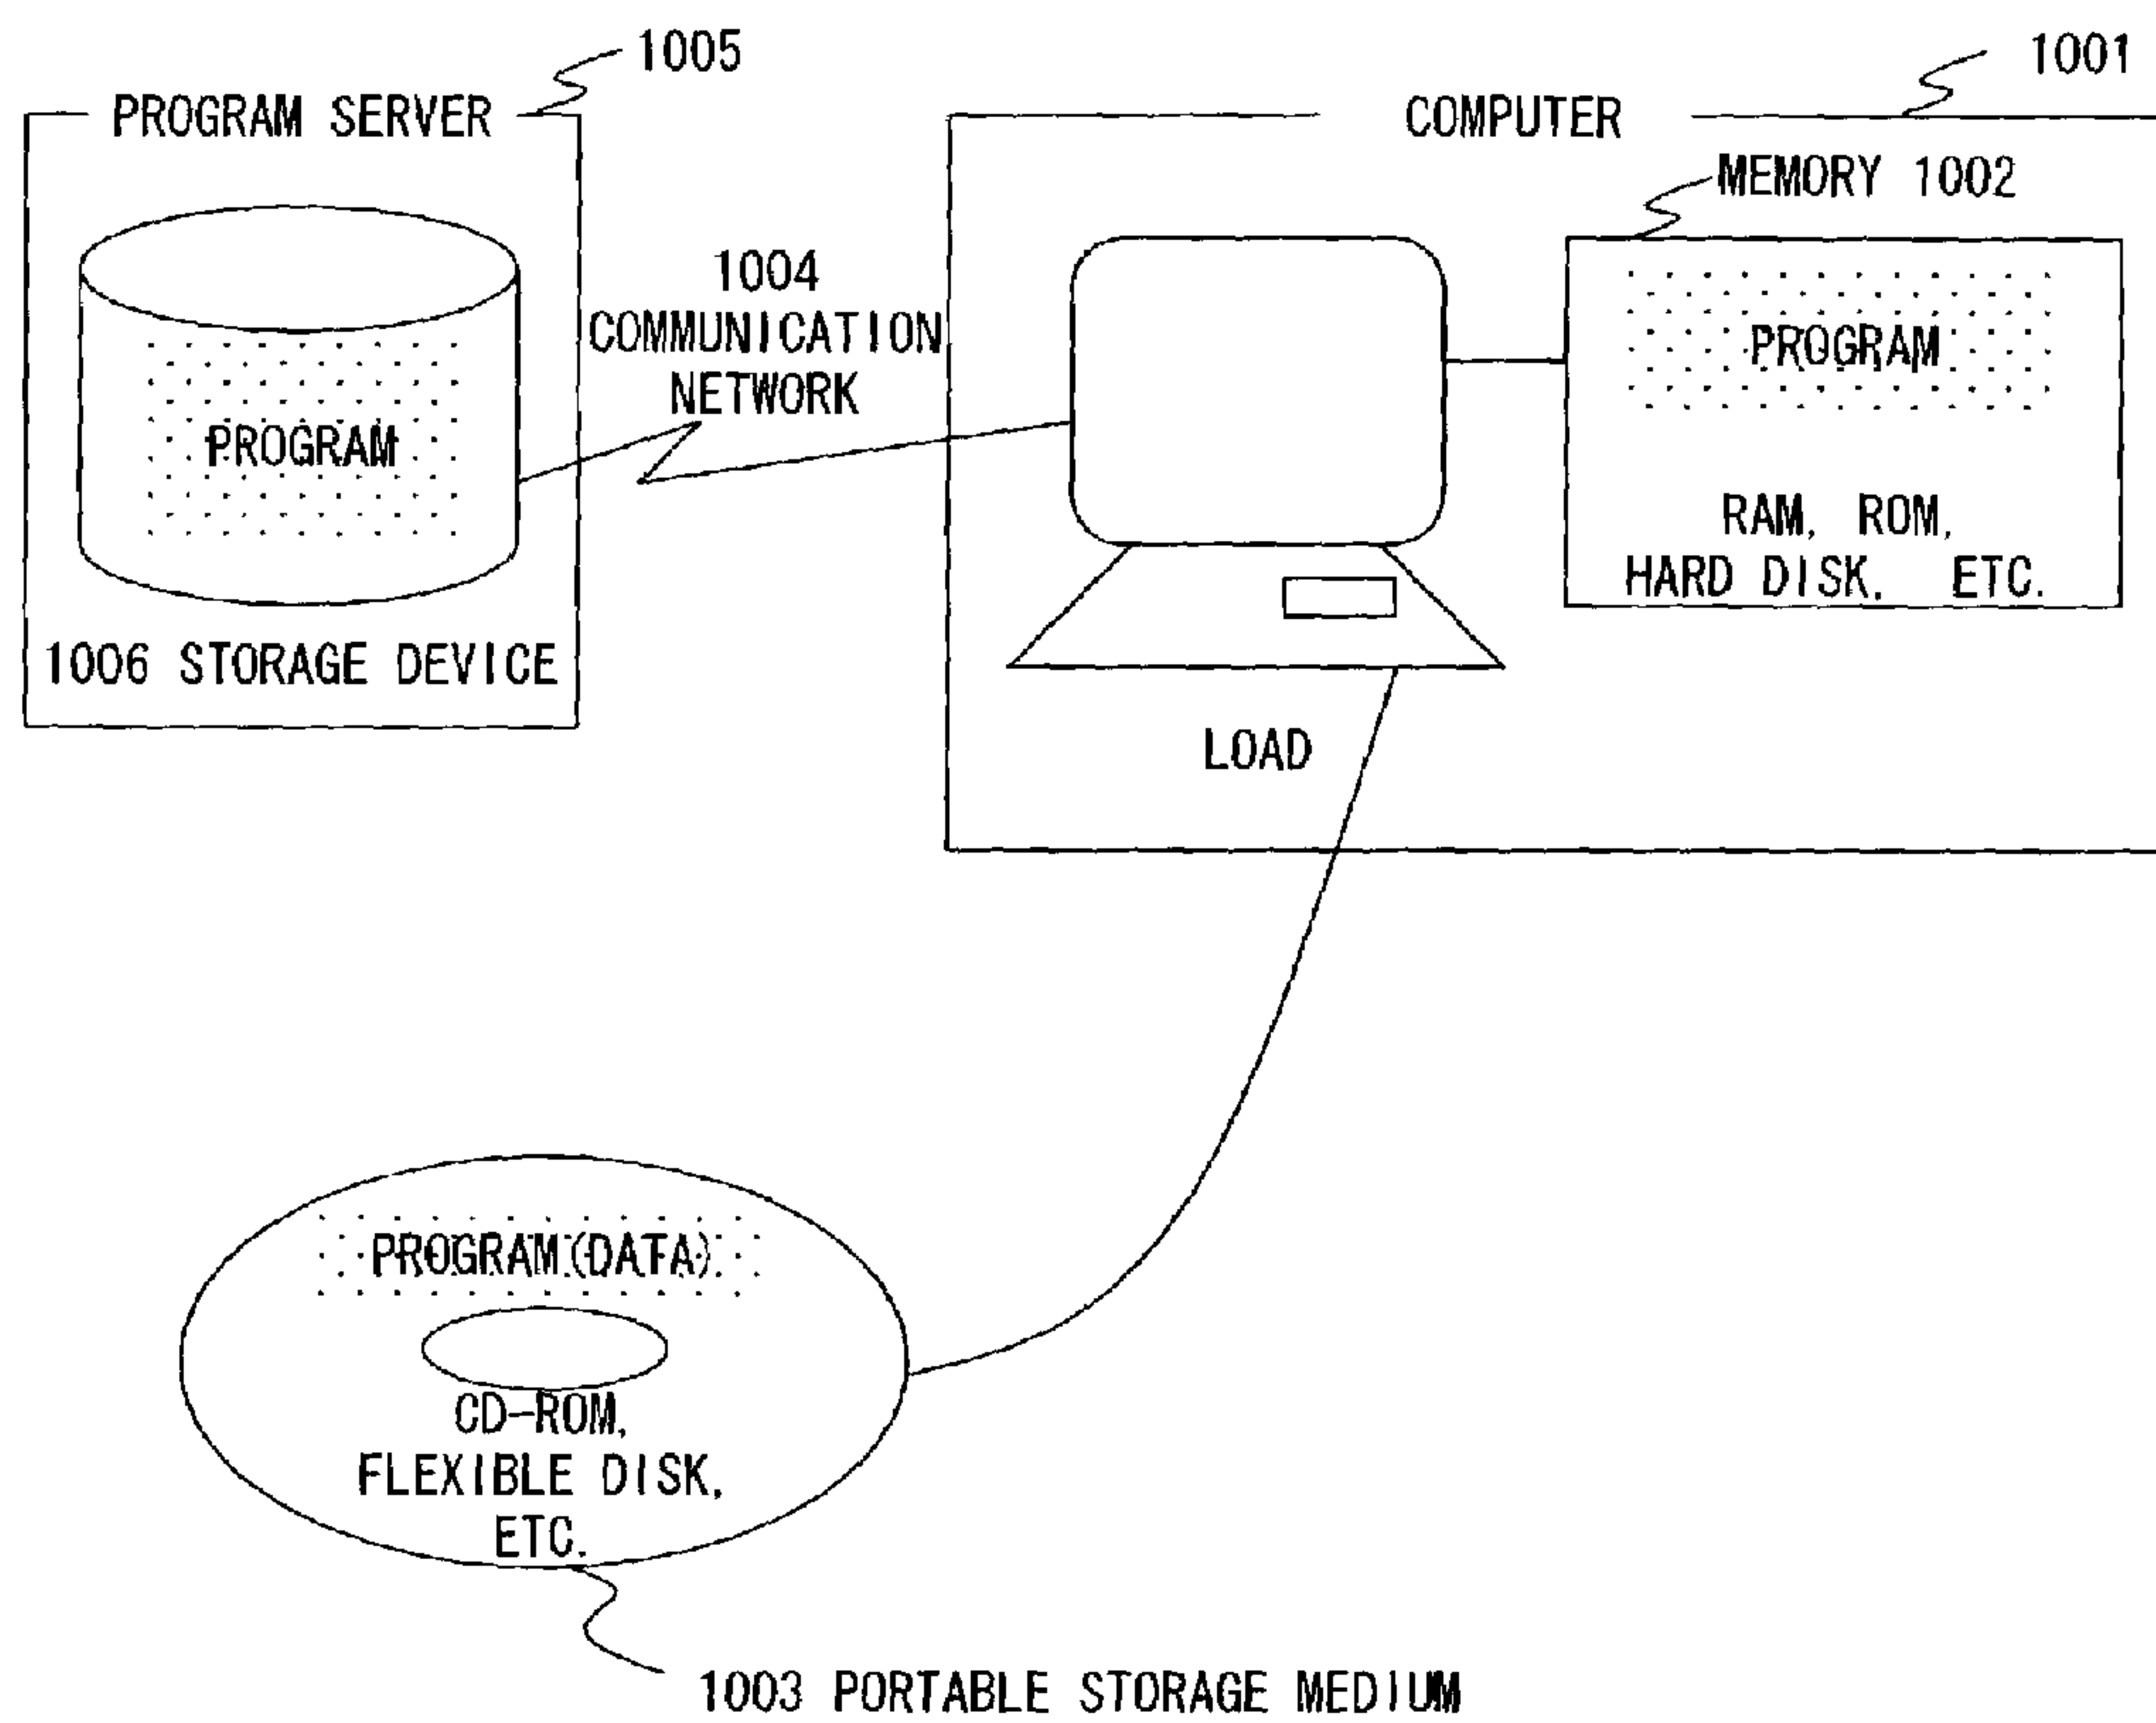 1005
1001
PROGRAM SERVER
COMPUTER
MEMORY 1002
1004
COMMUNICATION
NETWORK
PROGRAM
PROGRAM
RAM, ROM,
HARD DISK, ETC.
1006 STORAGE DEVICE
LOAD
PROGRAM (DATA)
CD-ROM,
FLEXIBLE DISK,
ETC.
1003 PORTABLE STORAGE MEDIUM